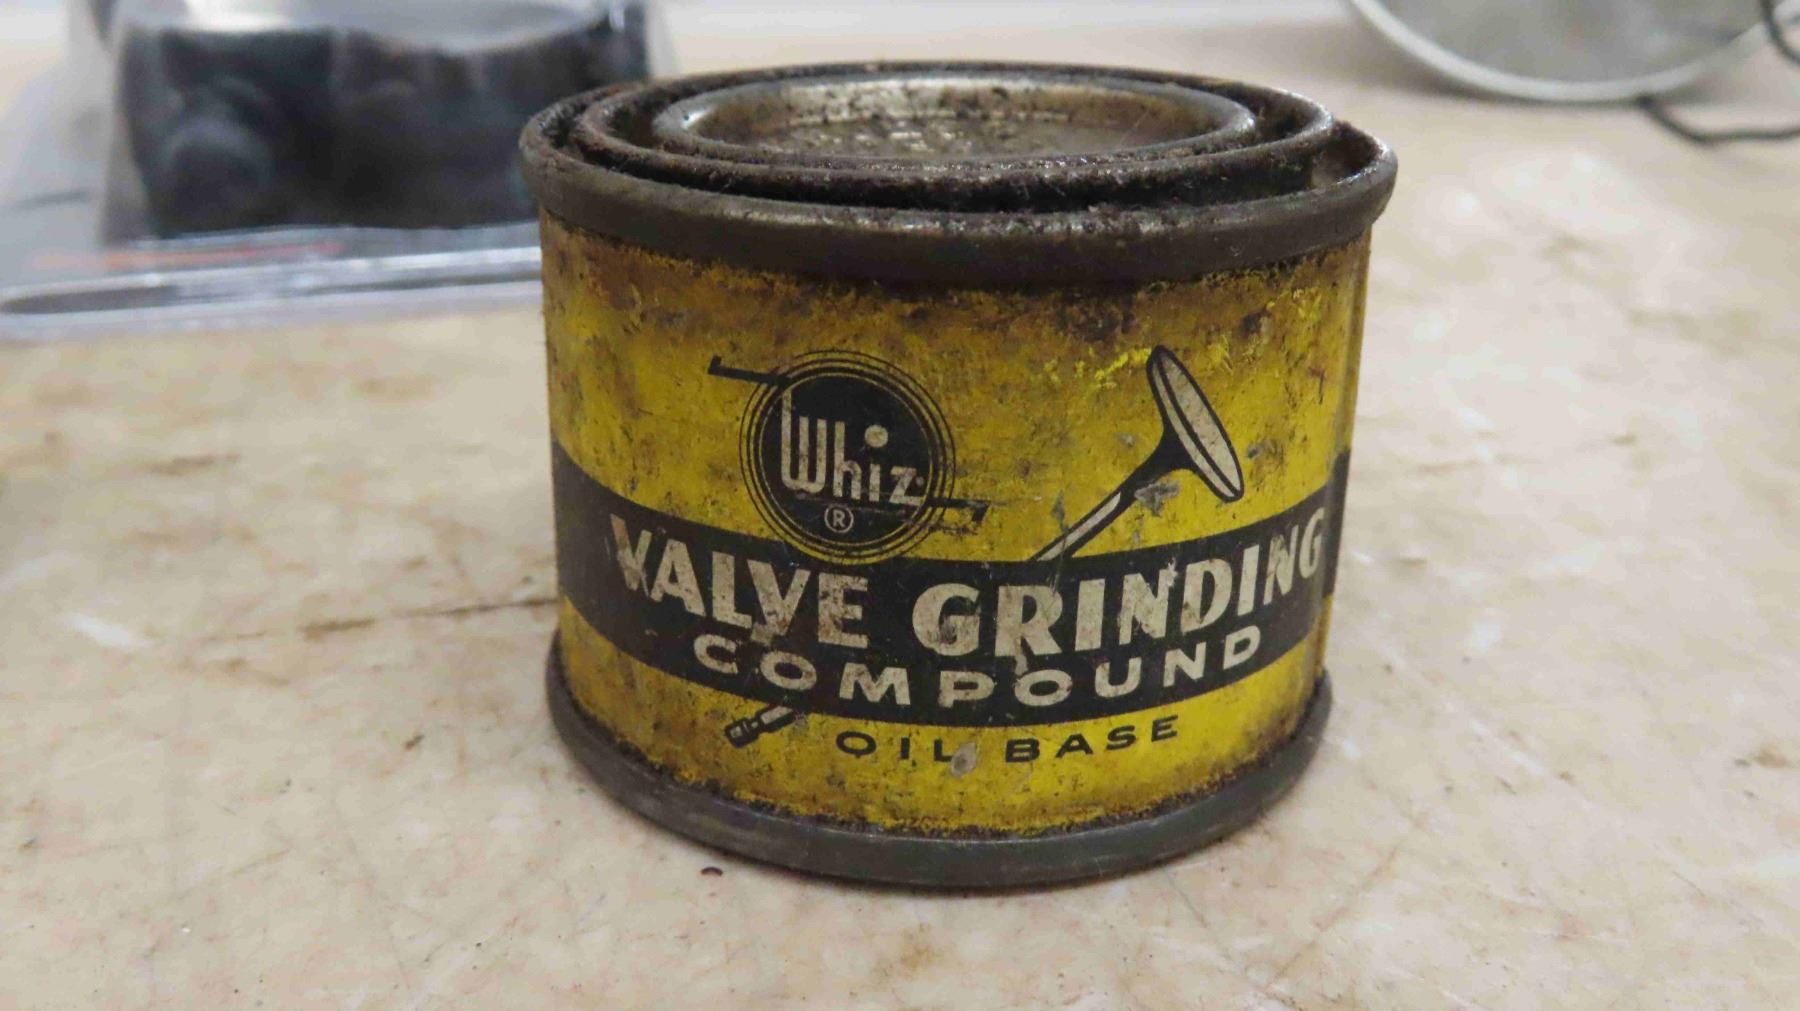 Whiz
®
VALVE GRINDING
COMPOUND
OIL BASE